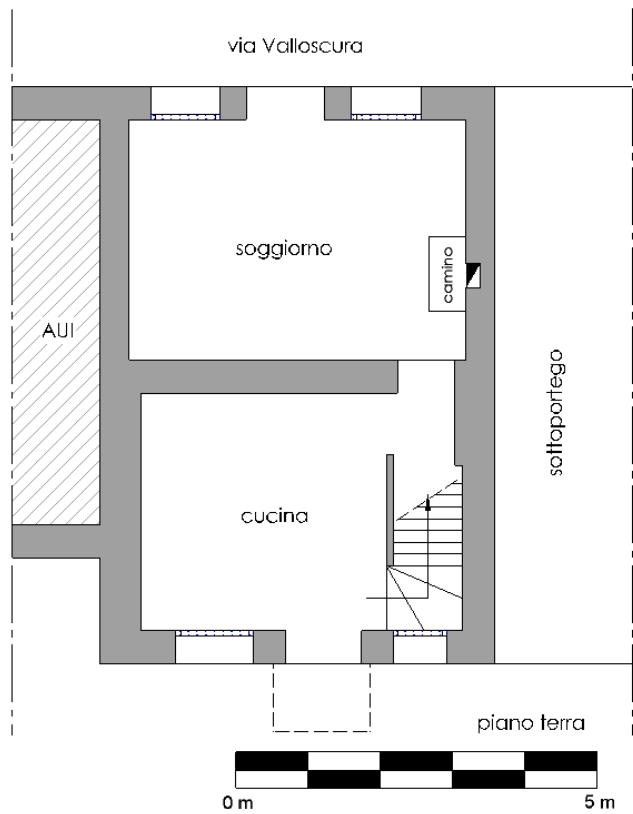 via Valloscura
soggiorno
camino
AUI
sottoportego
cucina
piano terra
0 m
5 m